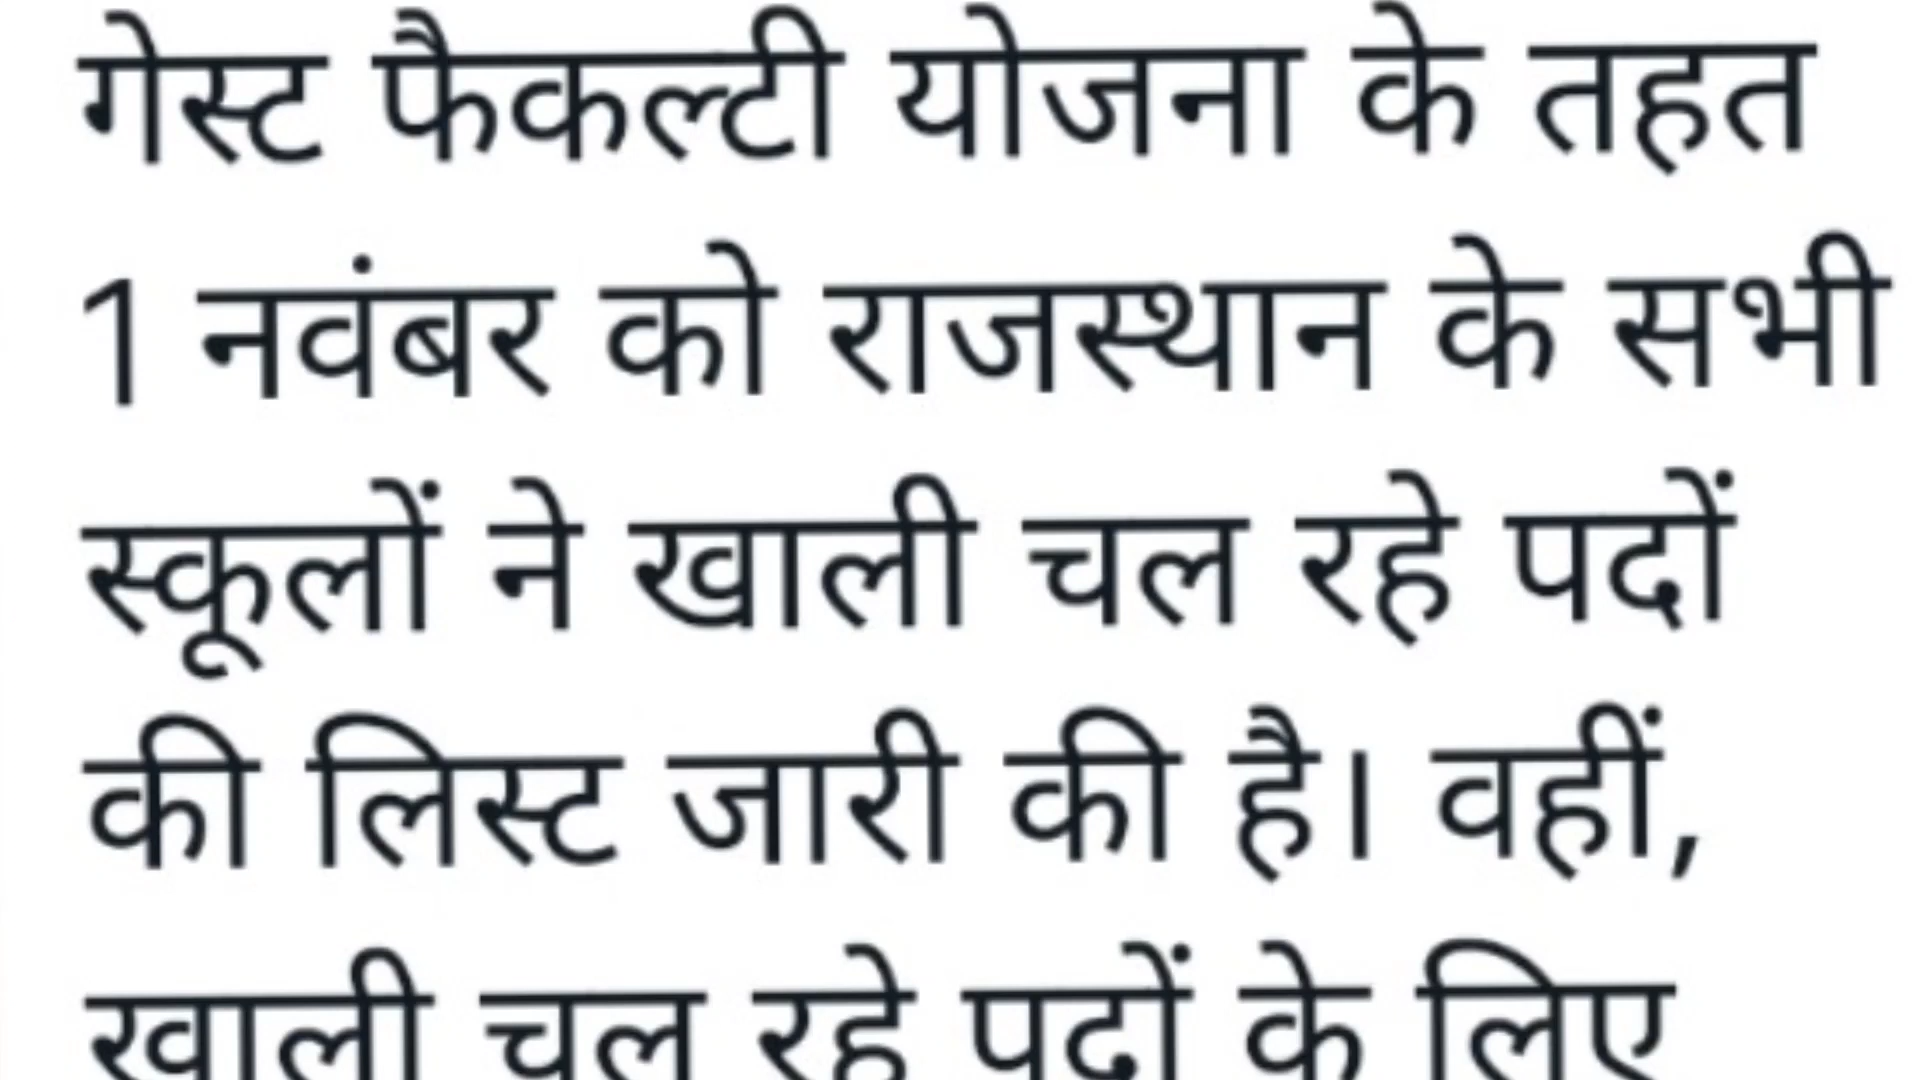 गेस्ट फैकल्टी योजना के तहत
1 नवंबर को राजस्थान के सभी
स्कूलों ने खाली चल रहे पदों
की लिस्ट जारी की है। वहीं,
खाली चल रहे पदों के लिए